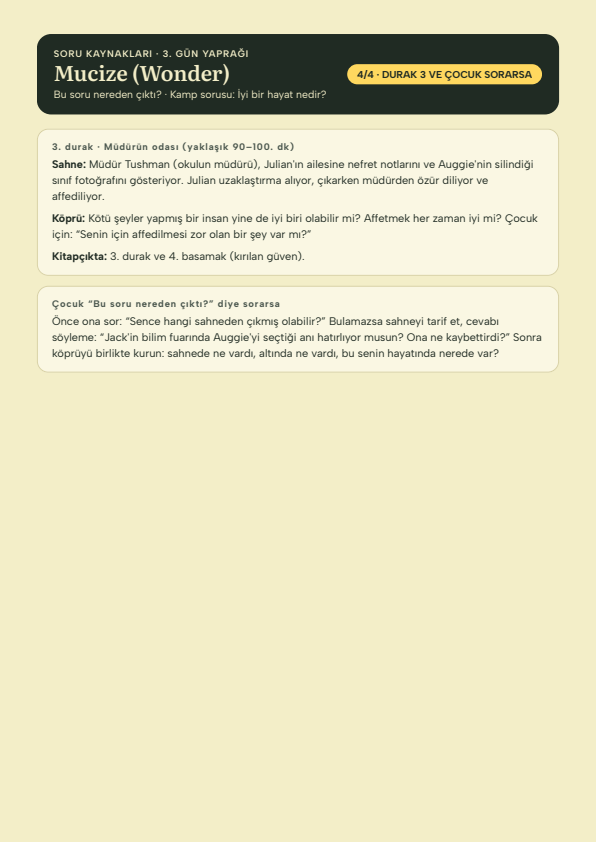 SORU KAYNAKLARI · 3. GÜN YAPRAĞI
Mucize (Wonder)
4/4 · DURAK 3 VE ÇOCUK SORARSA
Bu soru nereden çıktı? · Kamp sorusu: İyi bir hayat nedir?
3. durak · Müdürün odası (yaklaşık 90–100. dk)
Sahne: Müdür Tushman (okulun müdürü), Julian'ın ailesine nefret notlarını ve Auggie'nin silindiği
sınıf fotoğrafını gösteriyor. Julian uzaklaştırma alıyor, çıkarken müdürden özür diliyor ve
affediliyor.
Köprü: Kötü şeyler yapmış bir insan yine de iyi biri olabilir mi? Affetmek her zaman iyi mi? Çocuk
için: “Senin için affedilmesi zor olan bir şey var mı?”
Kitapçıkta: 3. durak ve 4. basamak (kırılan güven).
Çocuk “Bu soru nereden çıktı?” diye sorarsa
Önce ona sor: “Sence hangi sahneden çıkmış olabilir?” Bulamazsa sahneyi tarif et, cevabı
söyleme: “Jack'in bilim fuarında Auggie'yi seçtiği anı hatırlıyor musun? Ona ne kaybettirdi?” Sonra
köprüyü birlikte kurun: sahnede ne vardı, altında ne vardı, bu senin hayatında nerede var?